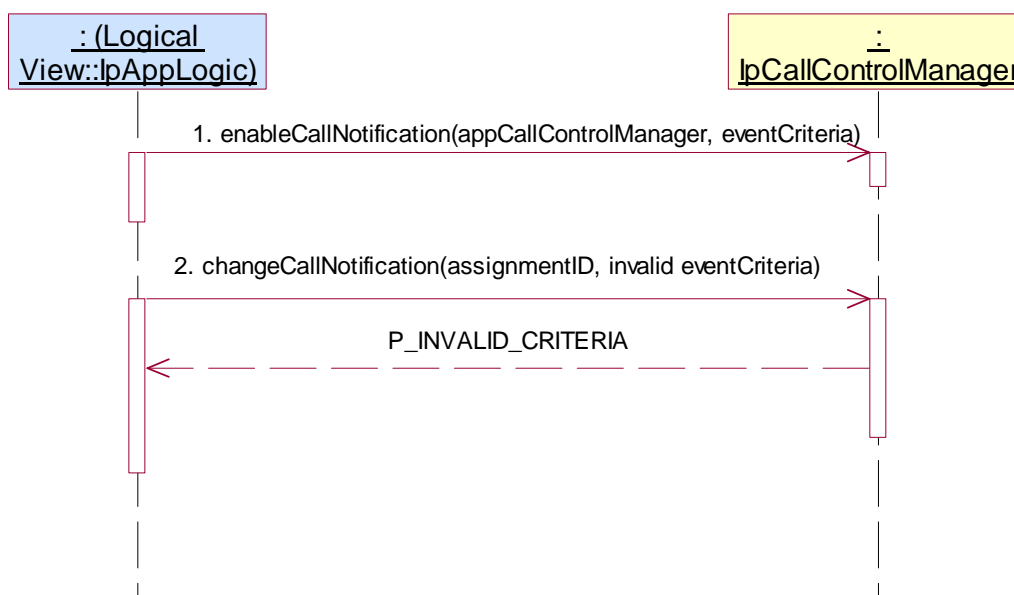 : (Logical
View::IpAppLogic)
:
IpCallControlManager
1. enableCallNotification(appCallControlManager, eventCriteria)
2. changeCallNotification(assignmentID, invalid eventCriteria)
P_INVALID_CRITERIA